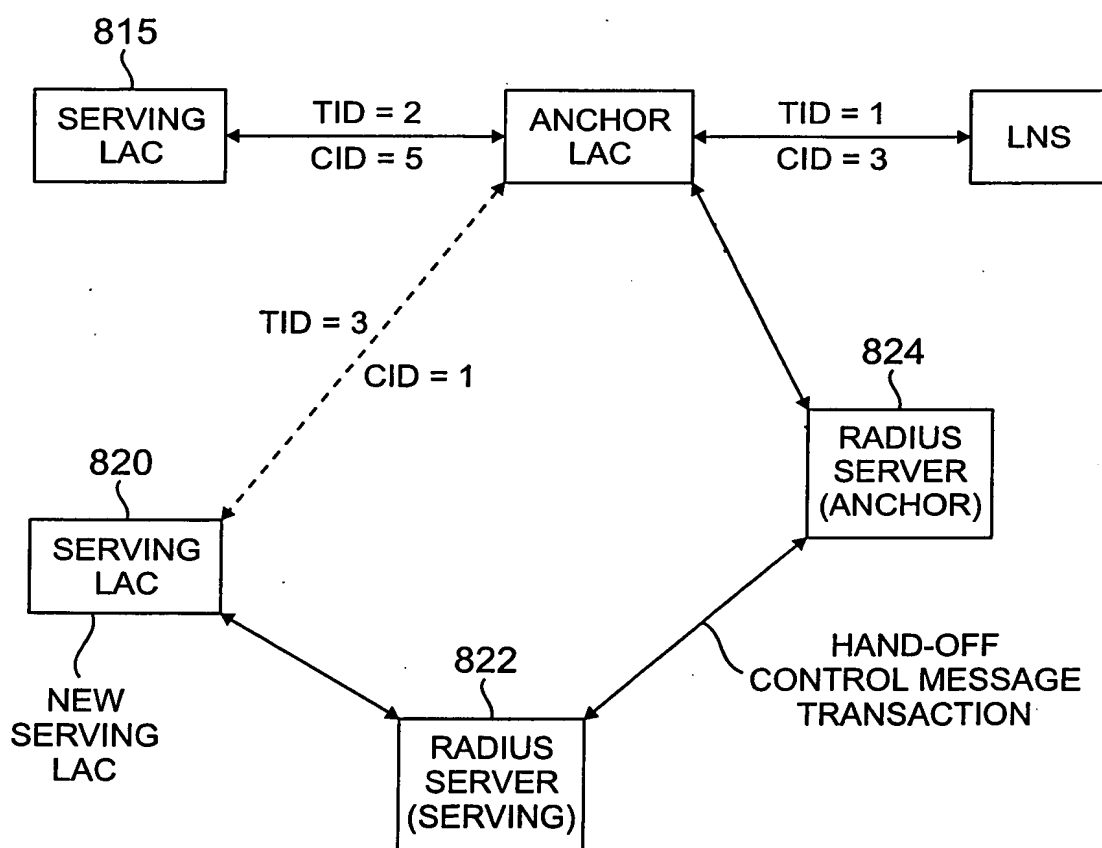 815
SERVING
LAC
TID = 2
CID = 5
ANCHOR
LAC
TID = 1
CID = 3
LNS
TID = 3
CID = 1
824
RADIUS
SERVER
(ANCHOR)
820
SERVING
LAC
NEW
SERVING
LAC
822
RADIUS
SERVER
(SERVING)
HAND-OFF
CONTROL MESSAGE
TRANSACTION